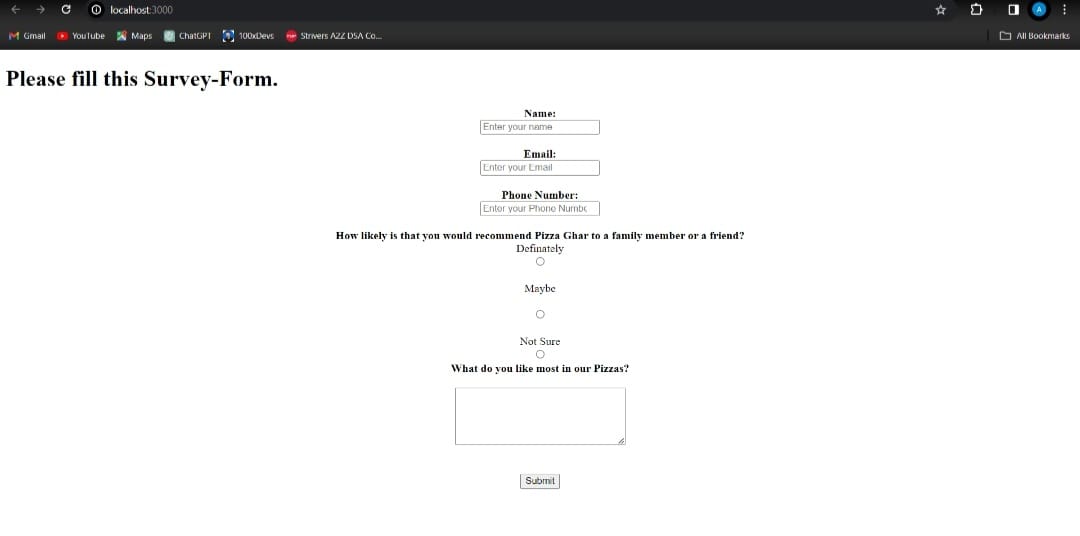 localhost:3000
A
Gmail YouTube Maps ChatGPT 100xDevs Strivers A2Z DSA Co... All Bookmarks
Please fill this Survey-Form.
Name:
Enter your name
Email:
Enter your Email
Phone Number:
Enter your Phone Numbe
How likely is that you would recommend Pizza Ghar to a family member or a friend?
Definately
Maybe
Not Sure
What do you like most in our Pizzas?
Submit